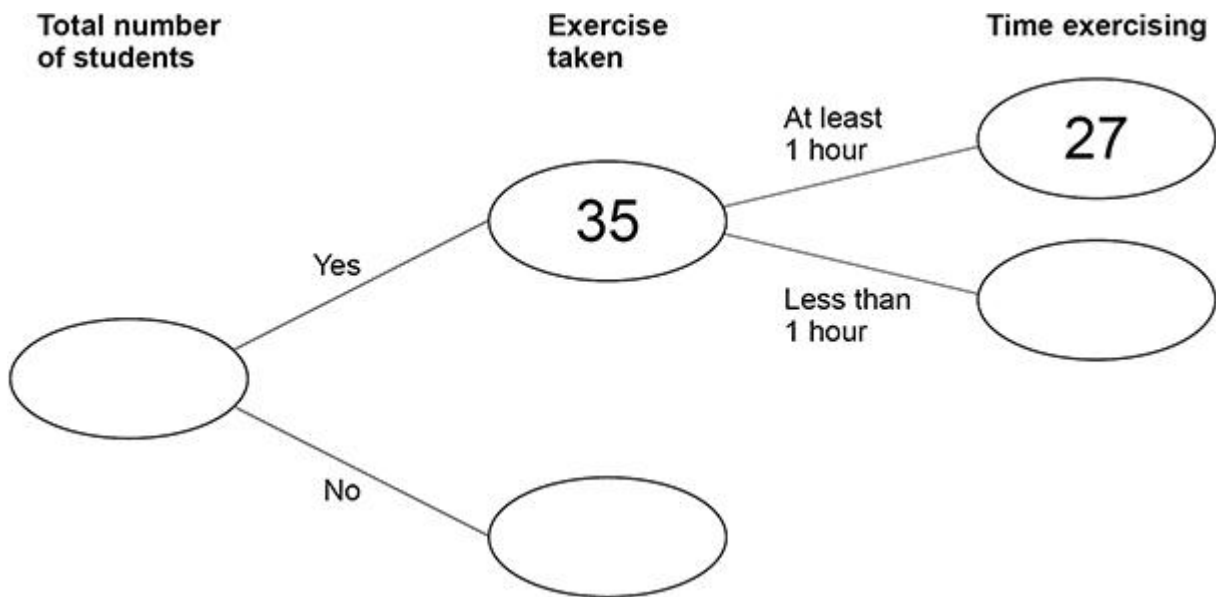 Total number
of students
Exercise
taken
Time exercising
At least
1 hour
27
35
Yes
Less than
1 hour
No